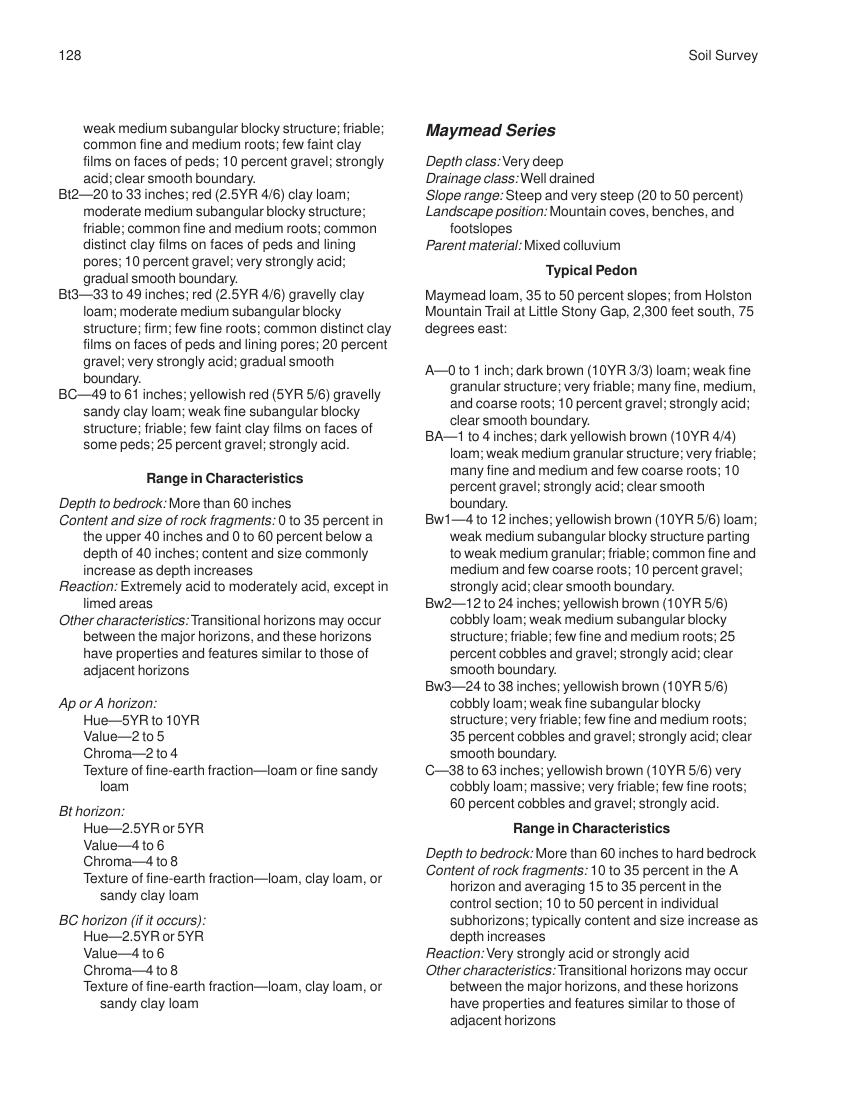 128
Soil Survey
weak medium subangular blocky structure; friable;
common fine and medium roots; few faint clay
films on faces of peds; 10 percent gravel; strongly
acid; clear smooth boundary.
Bt2—20 to 33 inches; red (2.5YR 4/6) clay loam;
moderate medium subangular blocky structure;
friable; common fine and medium roots; common
distinct clay films on faces of peds and lining
pores; 10 percent gravel; very strongly acid;
gradual smooth boundary.
Bt3—33 to 49 inches; red (2.5YR 4/6) gravelly clay
loam; moderate medium subangular blocky
structure; firm; few fine roots; common distinct clay
films on faces of peds and lining pores; 20 percent
gravel; very strongly acid; gradual smooth
boundary.
BC—49 to 61 inches; yellowish red (5YR 5/6) gravelly
sandy clay loam; weak fine subangular blocky
structure; friable; few faint clay films on faces of
some peds; 25 percent gravel; strongly acid.
Range in Characteristics
Depth to bedrock: More than 60 inches
Content and size of rock fragments: 0 to 35 percent in
the upper 40 inches and 0 to 60 percent below a
depth of 40 inches; content and size commonly
increase as depth increases
Reaction: Extremely acid to moderately acid, except in
limed areas
Other characteristics: Transitional horizons may occur
between the major horizons, and these horizons
have properties and features similar to those of
adjacent horizons
Ap or A horizon:
Hue—5YR to 10YR
Value—2 to 5
Chroma—2 to 4
Texture of fine-earth fraction—loam or fine sandy
loam
Bt horizon:
Hue—2.5YR or 5YR
Value—4 to 6
Chroma—4 to 8
Texture of fine-earth fraction—loam, clay loam, or
sandy clay loam
BC horizon (if it occurs):
Hue—2.5YR or 5YR
Value—4 to 6
Chroma—4 to 8
Texture of fine-earth fraction—loam, clay loam, or
sandy clay loam
Maymead Series
Depth class: Very deep
Drainage class: Well drained
Slope range: Steep and very steep (20 to 50 percent)
Landscape position: Mountain coves, benches, and
footslopes
Parent material: Mixed colluvium
Typical Pedon
Maymead loam, 35 to 50 percent slopes; from Holston
Mountain Trail at Little Stony Gap, 2,300 feet south, 75
degrees east:
A—0 to 1 inch; dark brown (10YR 3/3) loam; weak fine
granular structure; very friable; many fine, medium,
and coarse roots; 10 percent gravel; strongly acid;
clear smooth boundary.
BA—1 to 4 inches; dark yellowish brown (10YR 4/4)
loam; weak medium granular structure; very friable;
many fine and medium and few coarse roots; 10
percent gravel; strongly acid; clear smooth
boundary.
Bw1—4 to 12 inches; yellowish brown (10YR 5/6) loam;
weak medium subangular blocky structure parting
to weak medium granular; friable; common fine and
medium and few coarse roots; 10 percent gravel;
strongly acid; clear smooth boundary.
Bw2—12 to 24 inches; yellowish brown (10YR 5/6)
cobbly loam; weak medium subangular blocky
structure; friable; few fine and medium roots; 25
percent cobbles and gravel; strongly acid; clear
smooth boundary.
Bw3—24 to 38 inches; yellowish brown (10YR 5/6)
cobbly loam; weak fine subangular blocky
structure; very friable; few fine and medium roots;
35 percent cobbles and gravel; strongly acid; clear
smooth boundary.
C—38 to 63 inches; yellowish brown (10YR 5/6) very
cobbly loam; massive; very friable; few fine roots;
60 percent cobbles and gravel; strongly acid.
Range in Characteristics
Depth to bedrock: More than 60 inches to hard bedrock
Content of rock fragments: 10 to 35 percent in the A
horizon and averaging 15 to 35 percent in the
control section; 10 to 50 percent in individual
subhorizons; typically content and size increase as
depth increases
Reaction: Very strongly acid or strongly acid
Other characteristics: Transitional horizons may occur
between the major horizons, and these horizons
have properties and features similar to those of
adjacent horizons